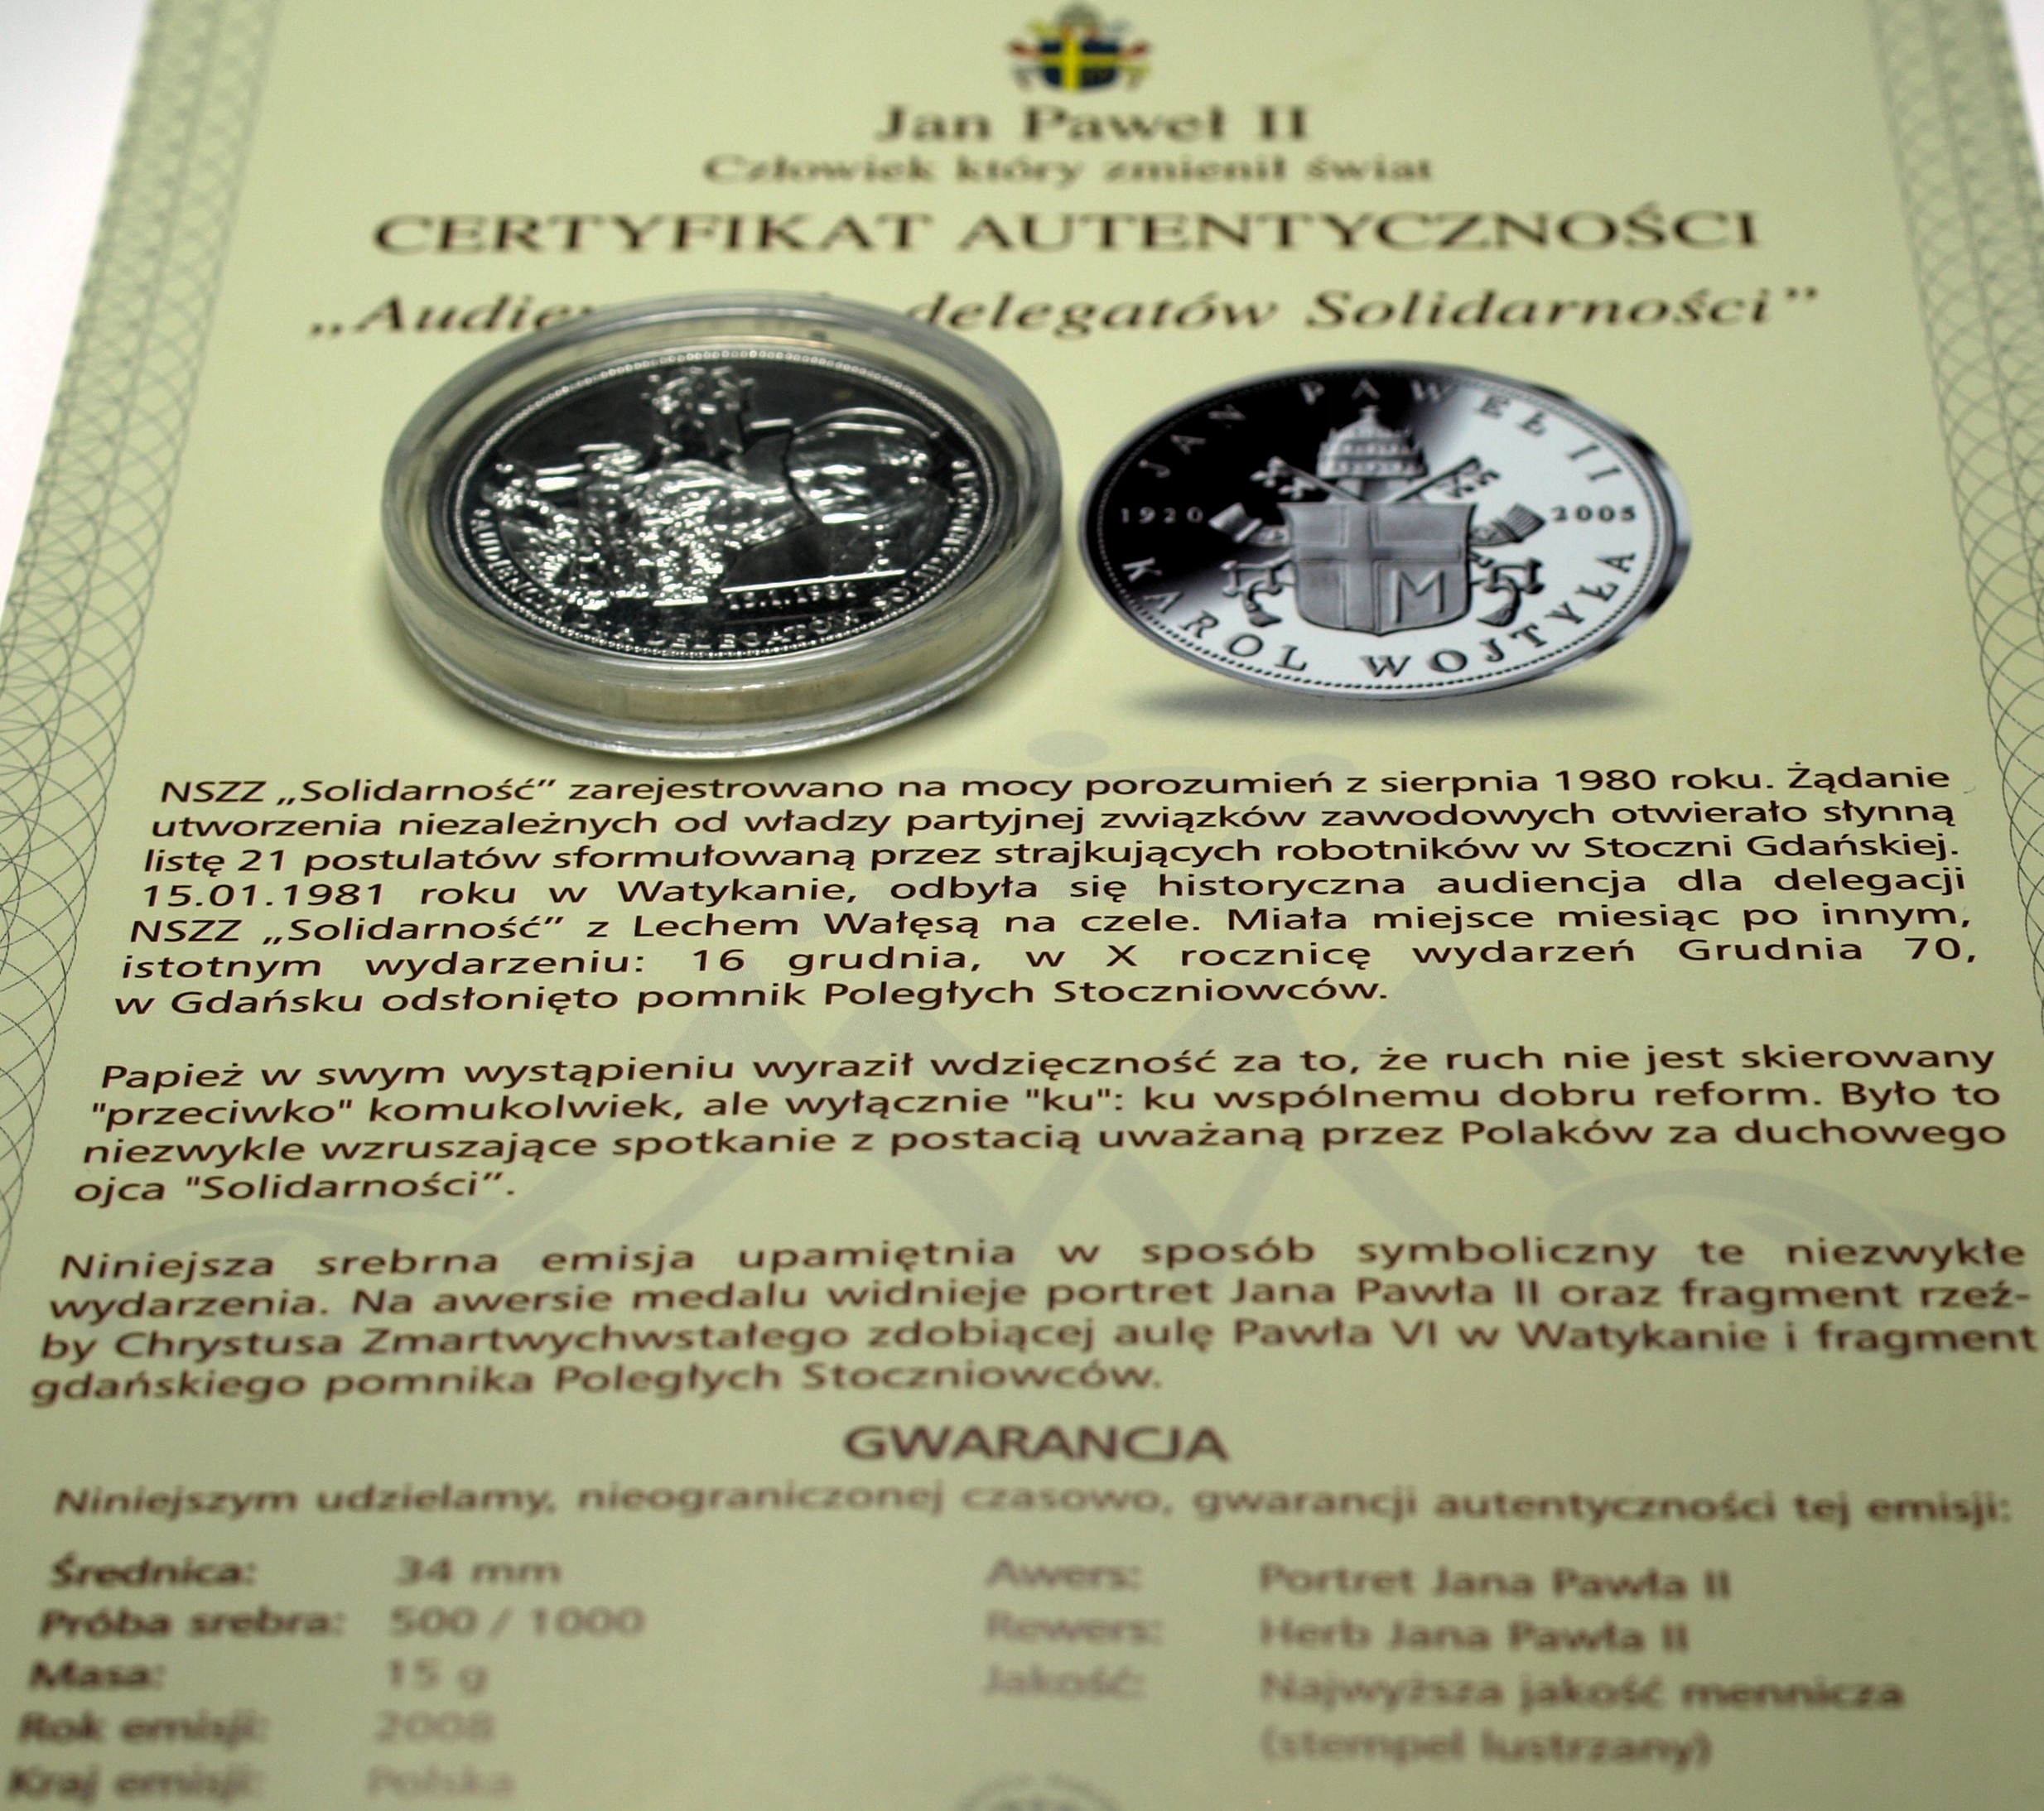 Jan Paweł II
Człowiek który zmienił świat
CERTYFIKAT AUTENTYCZNOŚCI
delegatów Solidarności”
JAN PAWEŁ II
1920 2005
KAROL WOJTYŁA
15.1.1981
AUDIENCJA DLA DELEGATÓW SOLIDARNOŚCI
NSZZ „Solidarność” zarejestrowano na mocy porozumień z sierpnia 1980 roku. Żądanie
utworzenia niezależnych od władzy partyjnej związków zawodowych otwierało słynną
listę 21 postulatów sformułowaną przez strajkujących robotników w Stoczni Gdańskiej.
15.01.1981 roku w Watykanie, odbyła się historyczna audiencja dla delegacji
NSZZ „Solidarność” z Lechem Wałęsą na czele. Miała miejsce miesiąc po innym,
istotnym wydarzeniu: 16 grudnia, w X rocznicę wydarzeń Grudnia 70,
w Gdańsku odsłonięto pomnik Poległych Stoczniowców.
Papież w swym wystąpieniu wyraził wdzięczność za to, że ruch nie jest skierowany
"przeciwko" komukolwiek, ale wyłącznie "ku": ku wspólnemu dobru reform. Było to
niezwykle wzruszające spotkanie z postacią uważaną przez Polaków za duchowego
ojca "Solidarności”.
Niniejsza srebrna emisja upamiętnia w sposób symboliczny te niezwykłe
wydarzenia. Na awersie medalu widnieje portret Jana Pawła II oraz fragment rzeź-
by Chrystusa Zmartwychwstałego zdobiącej aulę Pawła VI w Watykanie i fragment
gdańskiego pomnika Poległych Stoczniowców.
GWARANCJA
Niniejszym udzielamy, nieograniczonej czasowo, gwarancji autentyczności tej emisji:
Średnica: 34 mm
Próba srebra: 500 / 1000
Masa: 15 g
Rok emisji: 2008
Kraj emisji: Polska
Awers: Portret Jana Pawła II
Rewers: Herb Jana Pawła II
Jakość: Najwyższa jakość mennicza
(stempel lustrzany)